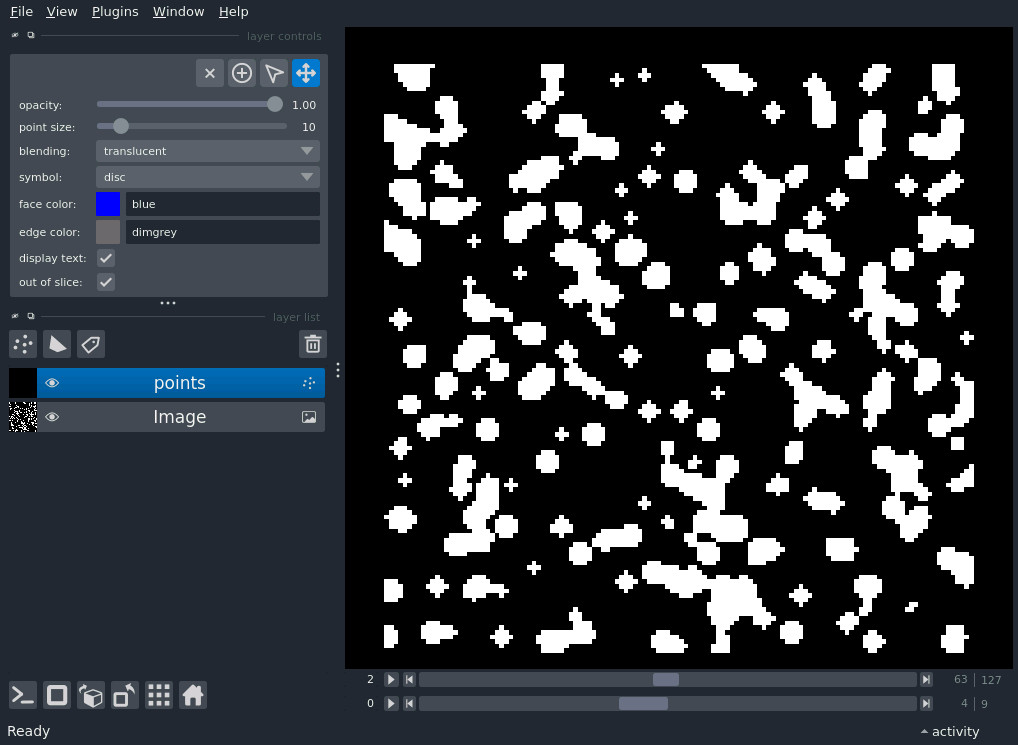 File View Plugins Window Help
layer controls
opacity: 1.00
point size: 10
blending: translucent
symbol: disc
face color: blue
edge color: dimgrey
display text:
out of slice:
layer list
points
Image
2 63 127
0 4 9
Ready activity